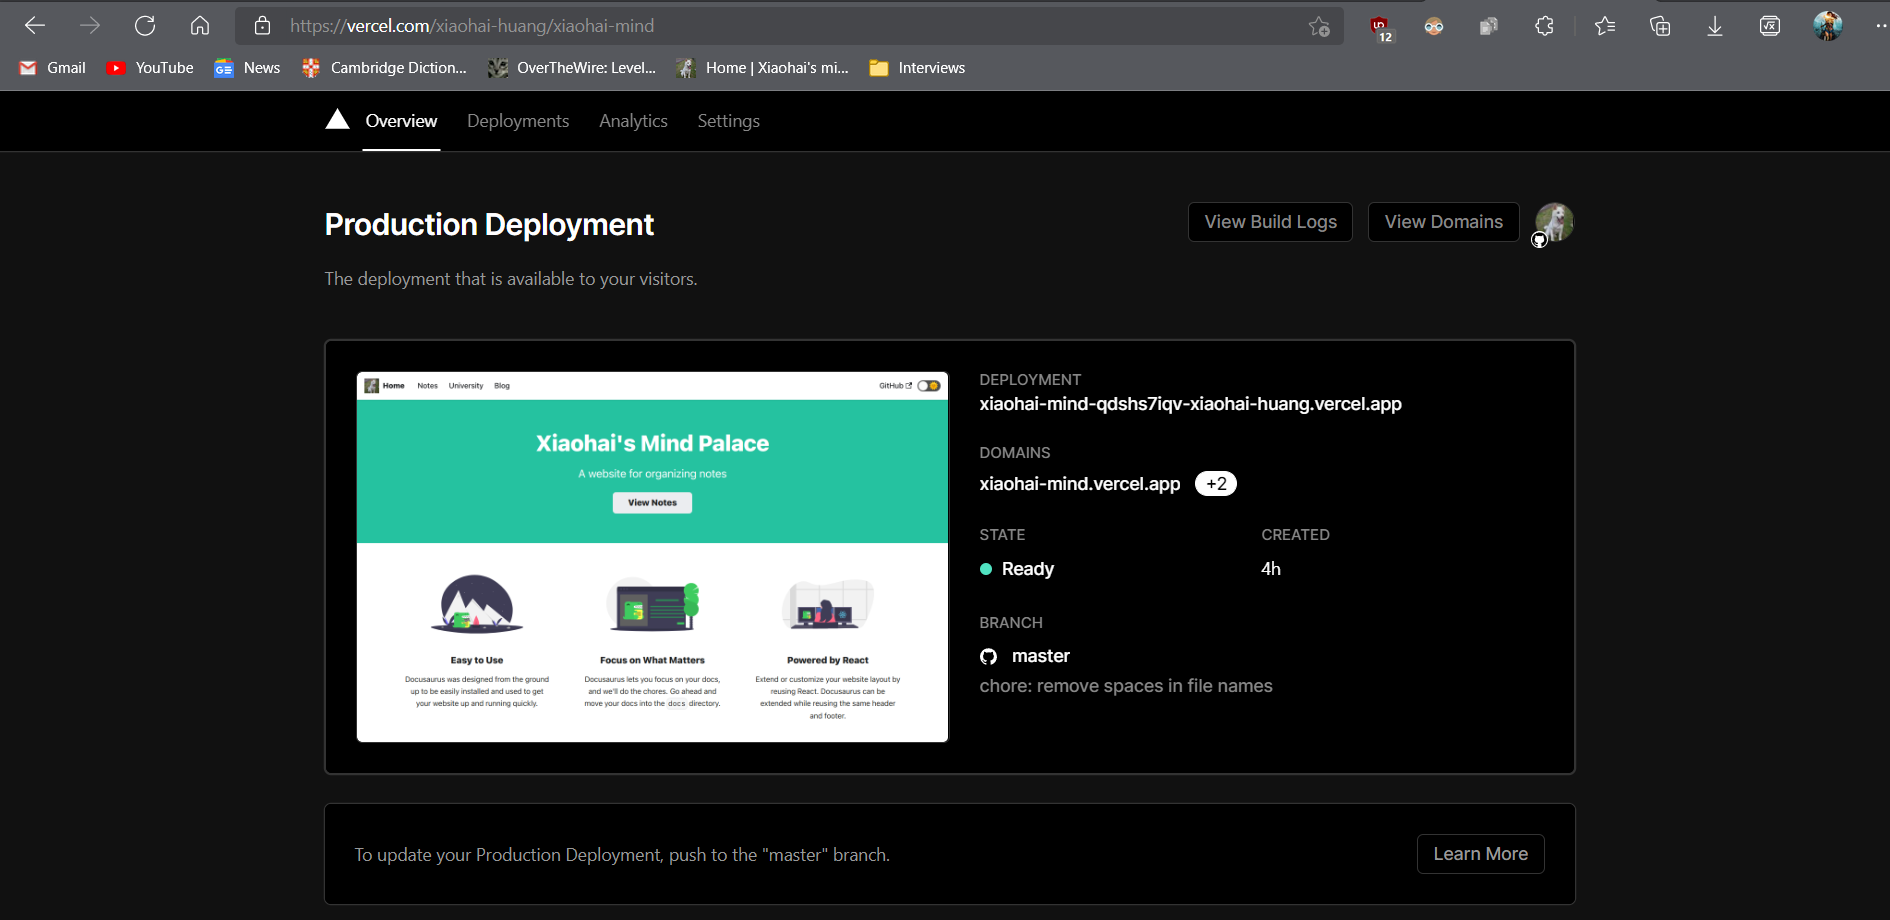 https://vercel.com/xiaohai-huang/xiaohai-mind
12
Gmail YouTube News Cambridge Diction... OverTheWire: Level... Home | Xiaohai's mi... Interviews
Overview Deployments Analytics Settings
Production Deployment
View Build Logs View Domains
The deployment that is available to your visitors.
Home Notes University Blog GitHub
Xiaohai's Mind Palace
A website for organizing notes
View Notes
Easy to Use
Docusaurus was designed from the ground
up to be easily installed and used to get
your website up and running quickly.
Focus on What Matters
Docusaurus lets you focus on your docs,
and we'll do the chores. Go ahead and
move your docs into the docs directory.
Powered by React
Extend or customize your website layout by
reusing React. Docusaurus can be
extended while reusing the same header
and footer.
DEPLOYMENT
xiaohai-mind-qdshs7iqv-xiaohai-huang.vercel.app
DOMAINS
xiaohai-mind.vercel.app +2
STATE CREATED
Ready 4h
BRANCH
master
chore: remove spaces in file names
To update your Production Deployment, push to the "master" branch.
Learn More